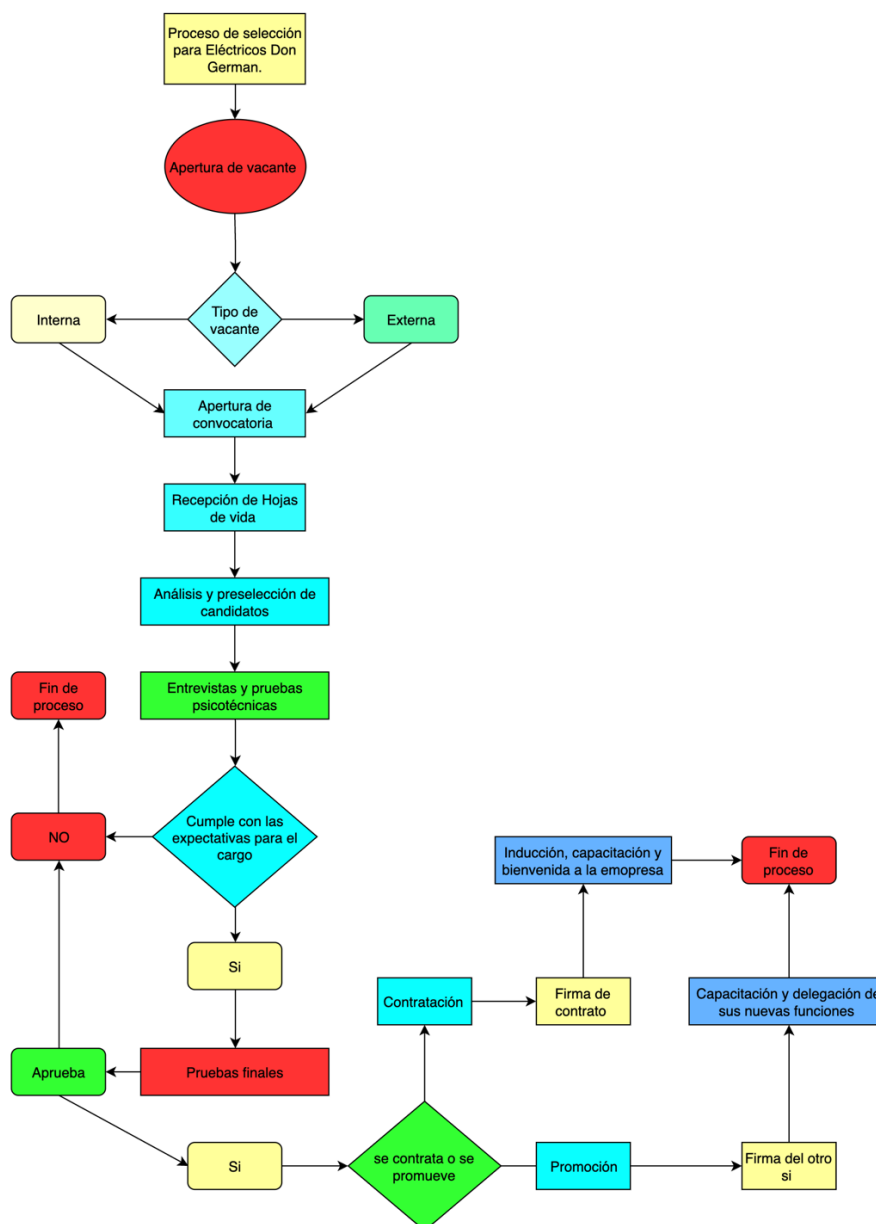 Proceso de selección
para Eléctricos Don
German.
Apertura de vacante
Tipo de
vacante
Interna
Externa
Apertura de
convocatoria
Recepción de Hojas
de vida
Análisis y preselección de
candidatos
Entrevistas y pruebas
psicotécnicas
Fin de
proceso
Cumple con las
expectativas para el
cargo
NO
Si
Pruebas finales
Aprueba
Si
se contrata o se
promueve
Contratación
Firma de
contrato
Inducción, capacitación y
bienvenida a la emopresa
Fin de
proceso
Promoción
Firma del otro
si
Capacitación y delegación de
sus nuevas funciones